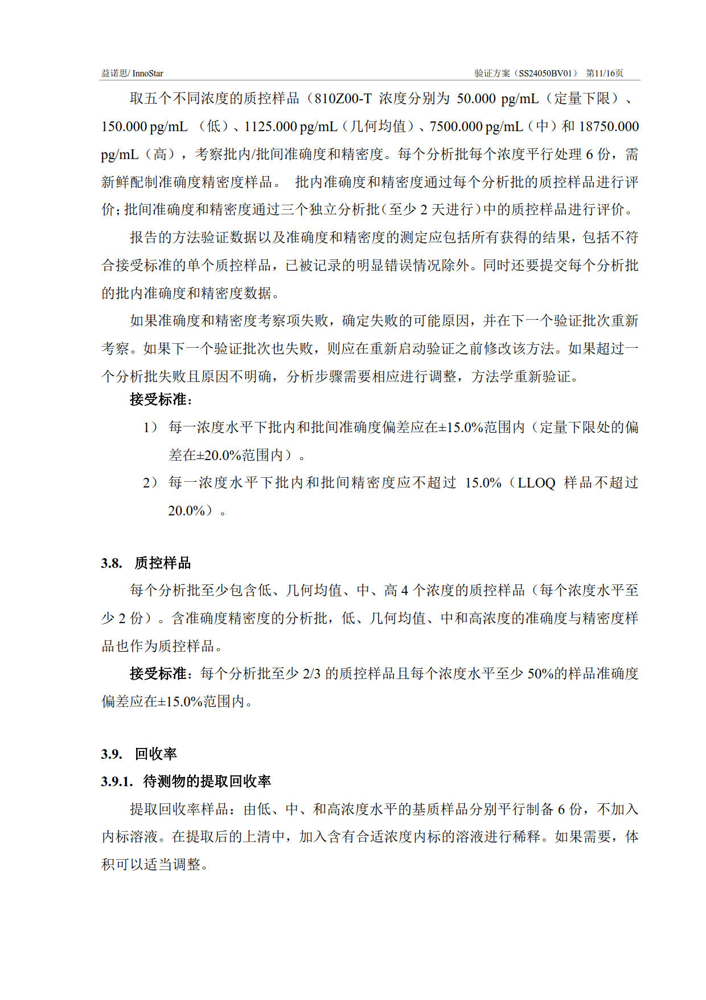 益诺思/ InnoStar 验证方案（SS24050BV01） 第11/16页
取五个不同浓度的质控样品（810Z00-T 浓度分别为 50.000 pg/mL（定量下限）、
150.000 pg/mL （低）、1125.000 pg/mL（几何均值）、7500.000 pg/mL（中）和 18750.000
pg/mL（高），考察批内/批间准确度和精密度。每个分析批每个浓度平行处理 6 份，需
新鲜配制准确度精密度样品。 批内准确度和精密度通过每个分析批的质控样品进行评
价；批间准确度和精密度通过三个独立分析批（至少 2 天进行）中的质控样品进行评价。
报告的方法验证数据以及准确度和精密度的测定应包括所有获得的结果，包括不符
合接受标准的单个质控样品，已被记录的明显错误情况除外。同时还要提交每个分析批
的批内准确度和精密度数据。
如果准确度和精密度考察项失败，确定失败的可能原因，并在下一个验证批次重新
考察。如果下一个验证批次也失败，则应在重新启动验证之前修改该方法。如果超过一
个分析批失败且原因不明确，分析步骤需要相应进行调整，方法学重新验证。
接受标准：
1） 每一浓度水平下批内和批间准确度偏差应在±15.0%范围内（定量下限处的偏
差在±20.0%范围内）。
2） 每一浓度水平下批内和批间精密度应不超过 15.0%（LLOQ 样品不超过
20.0%）。
3.8. 质控样品
每个分析批至少包含低、几何均值、中、高 4 个浓度的质控样品（每个浓度水平至
少 2 份）。含准确度精密度的分析批，低、几何均值、中和高浓度的准确度与精密度样
品也作为质控样品。
接受标准：每个分析批至少 2/3 的质控样品且每个浓度水平至少 50%的样品准确度
偏差应在±15.0%范围内。
3.9. 回收率
3.9.1. 待测物的提取回收率
提取回收率样品：由低、中、和高浓度水平的基质样品分别平行制备 6 份，不加入
内标溶液。在提取后的上清中，加入含有合适浓度内标的溶液进行稀释。如果需要，体
积可以适当调整。